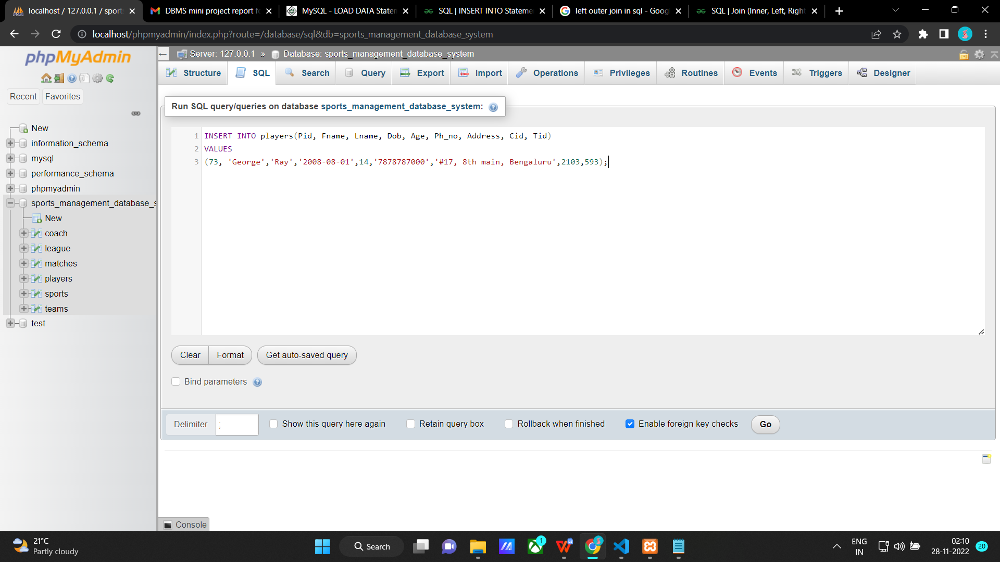 localhost / 127.0.0.1 / sport
DBMS mini project report fo
MySQL - LOAD DATA Staten
SQL | INSERT INTO Stateme
left outer join in sql - Goog
SQL | Join (Inner, Left, Right
localhost/phpmyadmin/index.php?route=/database/sql&db=sports_management_database_system
phpMyAdmin
Server: 127.0.0.1 » Database: sports_management_database_system
Structure SQL Search Query Export Import Operations Privileges Routines Events Triggers Designer
Recent Favorites
New
information_schema
mysql
performance_schema
phpmyadmin
sports_management_database_s
New
coach
league
matches
players
sports
teams
test
Run SQL query/queries on database sports_management_database_system:
1 INSERT INTO players(Pid, Fname, Lname, Dob, Age, Ph_no, Address, Cid, Tid)
2 VALUES
3 (73, 'George','Ray','2008-08-01',14,'7878787000','#17, 8th main, Bengaluru',2103,593);
Clear Format Get auto-saved query
Bind parameters
Delimiter ; Show this query here again Retain query box Rollback when finished Enable foreign key checks Go
Console
21°C
Partly cloudy
Search
1
ENG
IN
02:10
28-11-2022
20